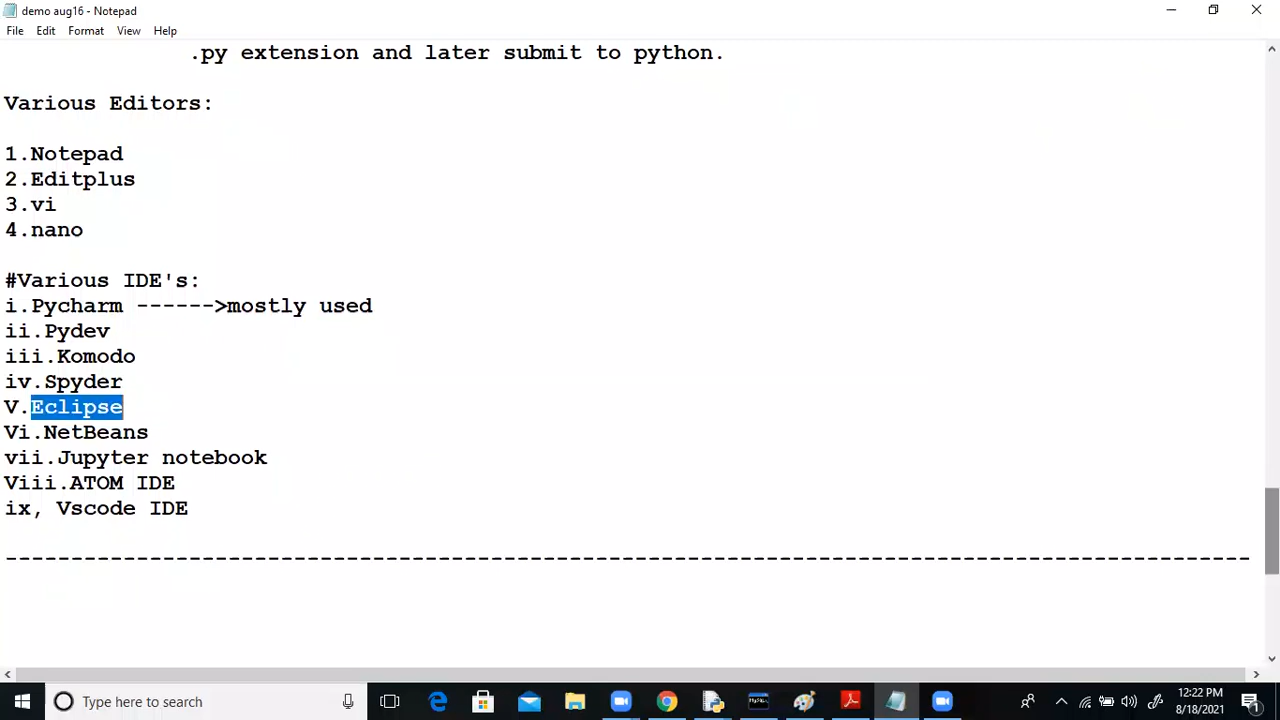 demo aug16 - Notepad
File Edit Format View Help
.py extension and later submit to python.
Various Editors:
1.Notepad
2.Editplus
3.vi
4.nano
#Various IDE's:
i.Pycharm ------>mostly used
ii.Pydev
iii.Komodo
iv.Spyder
V.Eclipse
Vi.NetBeans
vii.Jupyter notebook
Viii.ATOM IDE
ix, Vscode IDE
-----------------------------------------------------------------------------------------------
Type here to search
12:22 PM
8/18/2021
1